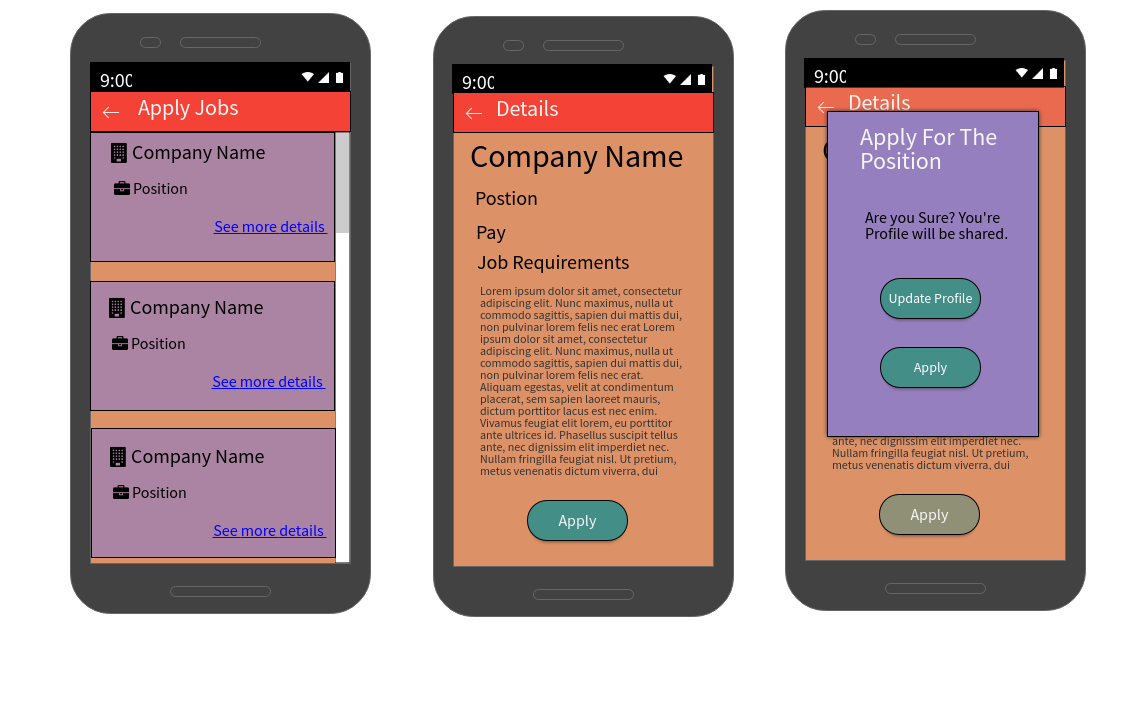 9:00
Apply Jobs
Company Name
Position
See more details
Company Name
Position
See more details
Company Name
Position
See more details
9:00
Details
Company Name
Postion
Pay
Job Requirements
Lorem ipsum dolor sit amet, consectetur
adipiscing elit. Nunc maximus, nulla ut
commodo sagittis, sapien dui mattis dui,
non pulvinar lorem felis nec erat Lorem
ipsum dolor sit amet, consectetur
adipiscing elit. Nunc maximus, nulla ut
commodo sagittis, sapien dui mattis dui,
non pulvinar lorem felis nec erat.
Aliquam egestas, velit at condimentum
placerat, sem sapien laoreet mauris,
dictum porttitor lacus est nec enim.
Vivamus feugiat elit lorem, eu porttitor
ante ultrices id. Phasellus suscipit tellus
ante, nec dignissim elit imperdiet nec.
Nullam fringilla feugiat nisl. Ut pretium,
metus venenatis dictum viverra, dui
Apply
9:00
Details
Apply For The
Position
Are you Sure? You're
Profile will be shared.
Update Profile
Apply
ante, nec dignissim elit imperdiet nec.
Nullam fringilla feugiat nisl. Ut pretium,
metus venenatis dictum viverra, dui
Apply